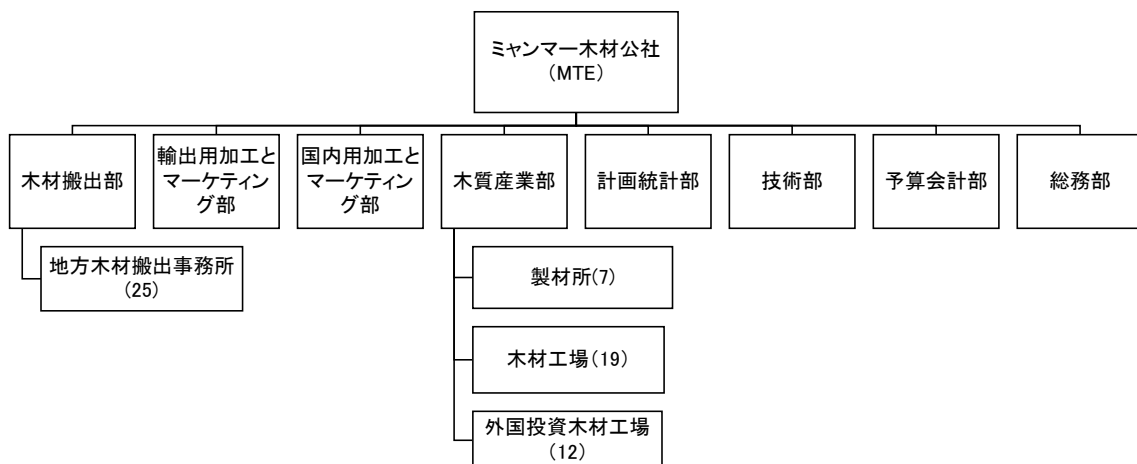 ミャンマー木材公社
(MTE)
木材搬出部
輸出用加工と
マーケティン
グ部
国内用加工と
マーケティン
グ部
木質産業部
計画統計部
技術部
予算会計部
総務部
地方木材搬出事務所
(25)
製材所(7)
木材工場(19)
外国投資木材工場
(12)